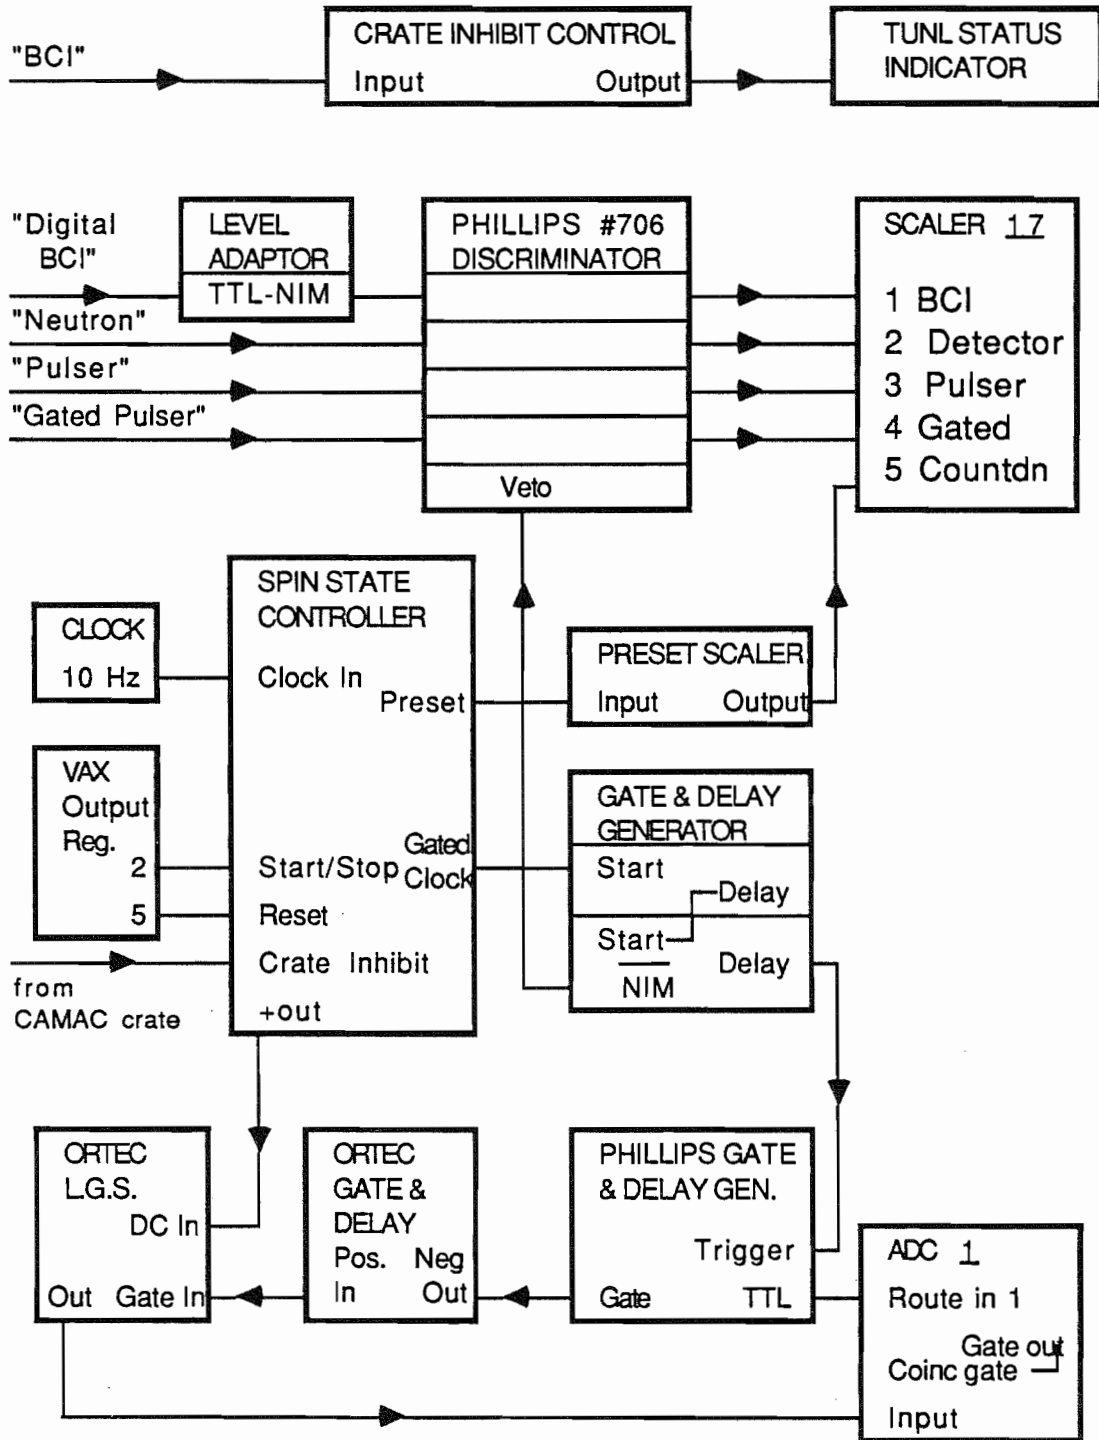 "BCI"
CRATE INHIBIT CONTROL
Input Output
TUNL STATUS
INDICATOR
"Digital
BCI"
LEVEL
ADAPTOR
TTL-NIM
PHILLIPS #706
DISCRIMINATOR
Veto
SCALER 17
1 BCI
2 Detector
3 Pulser
4 Gated
5 Countdn
"Neutron"
"Pulser"
"Gated Pulser"
CLOCK
10 Hz
SPIN STATE
CONTROLLER
Clock In
Preset
Gated
Start/Stop Clock
Reset
Crate Inhibit
+out
PRESET SCALER
Input Output
VAX
Output
Reg.
2
5
GATE & DELAY
GENERATOR
Start
Delay
Start
Delay
NIM
from
CAMAC crate
ORTEC
L.G.S.
DC In
Out Gate In
ORTEC
GATE &
DELAY
Pos. Neg
In Out
PHILLIPS GATE
& DELAY GEN.
Trigger
Gate TTL
ADC 1
Route in 1
Gate out
Coinc gate
Input